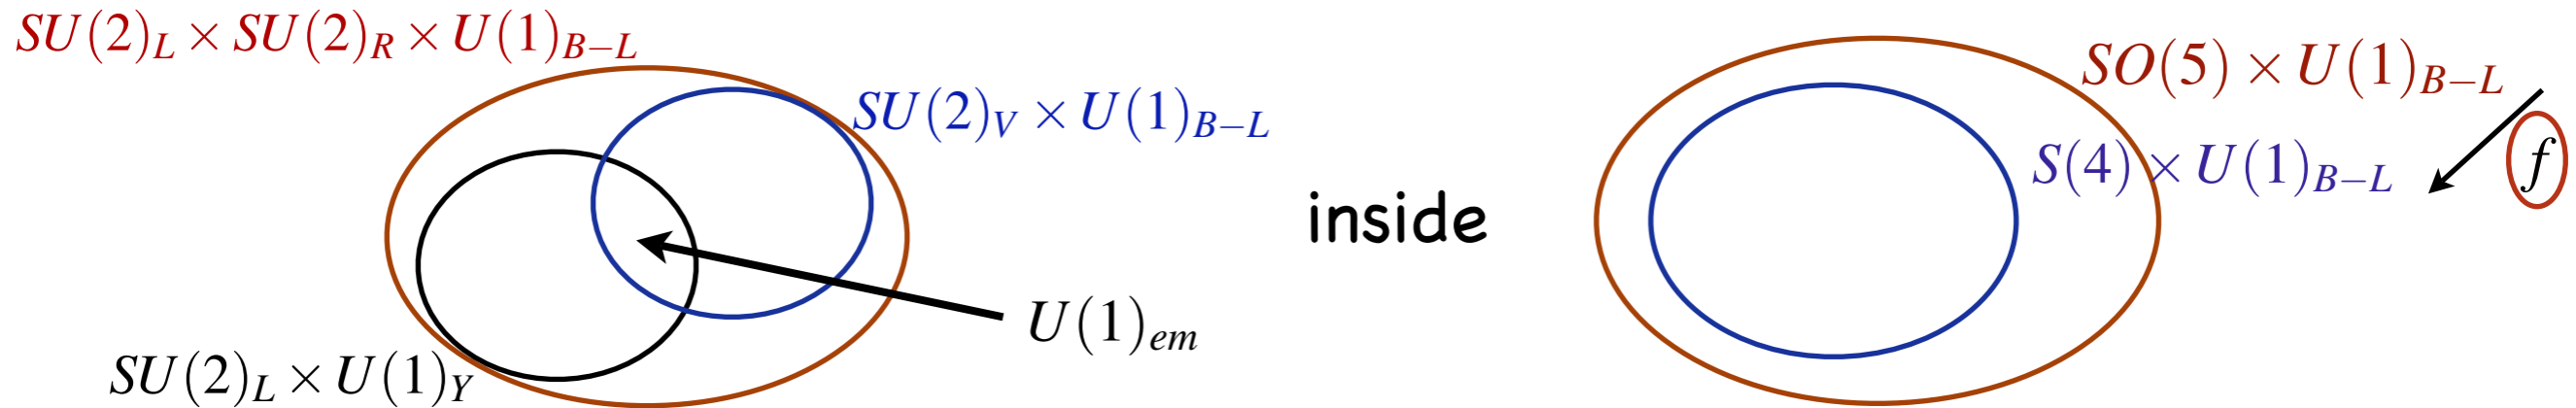 SU(2)_L × SU(2)_R × U(1)_{B−L}
SU(2)_V × U(1)_{B−L}
U(1)_{em}
SU(2)_L × U(1)_Y
inside
SO(5) × U(1)_{B−L}
S(4) × U(1)_{B−L}
f